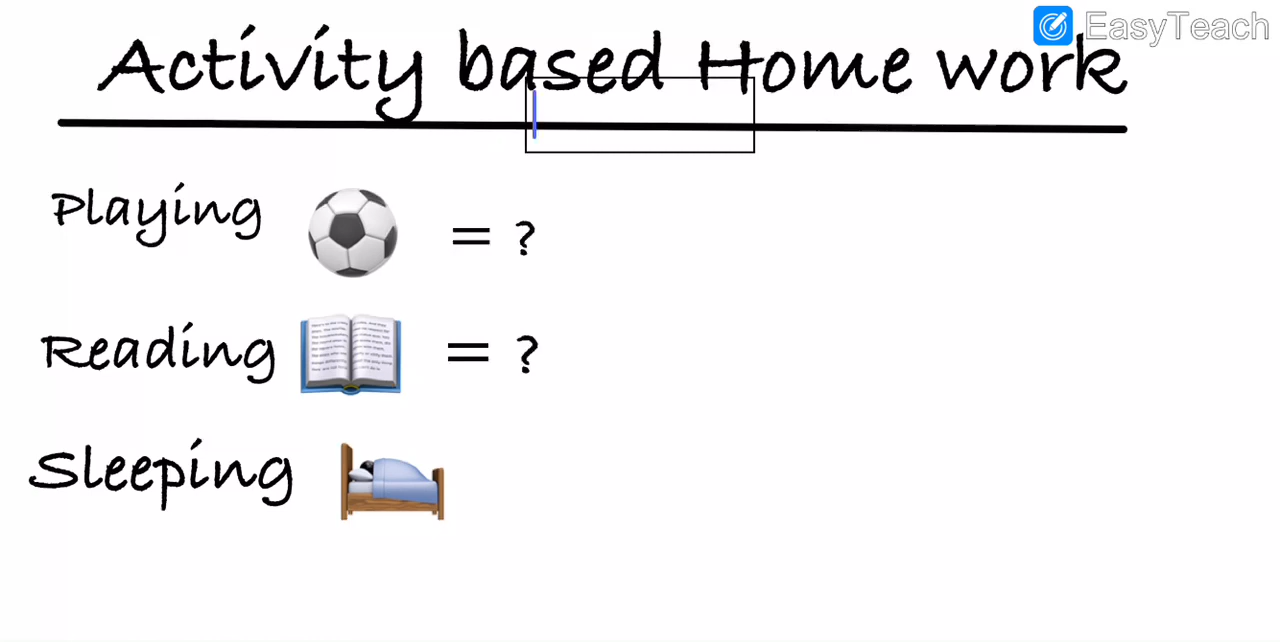 EasyTeach
Activity based Home work
Playing = ?
Reading = ?
Sleeping